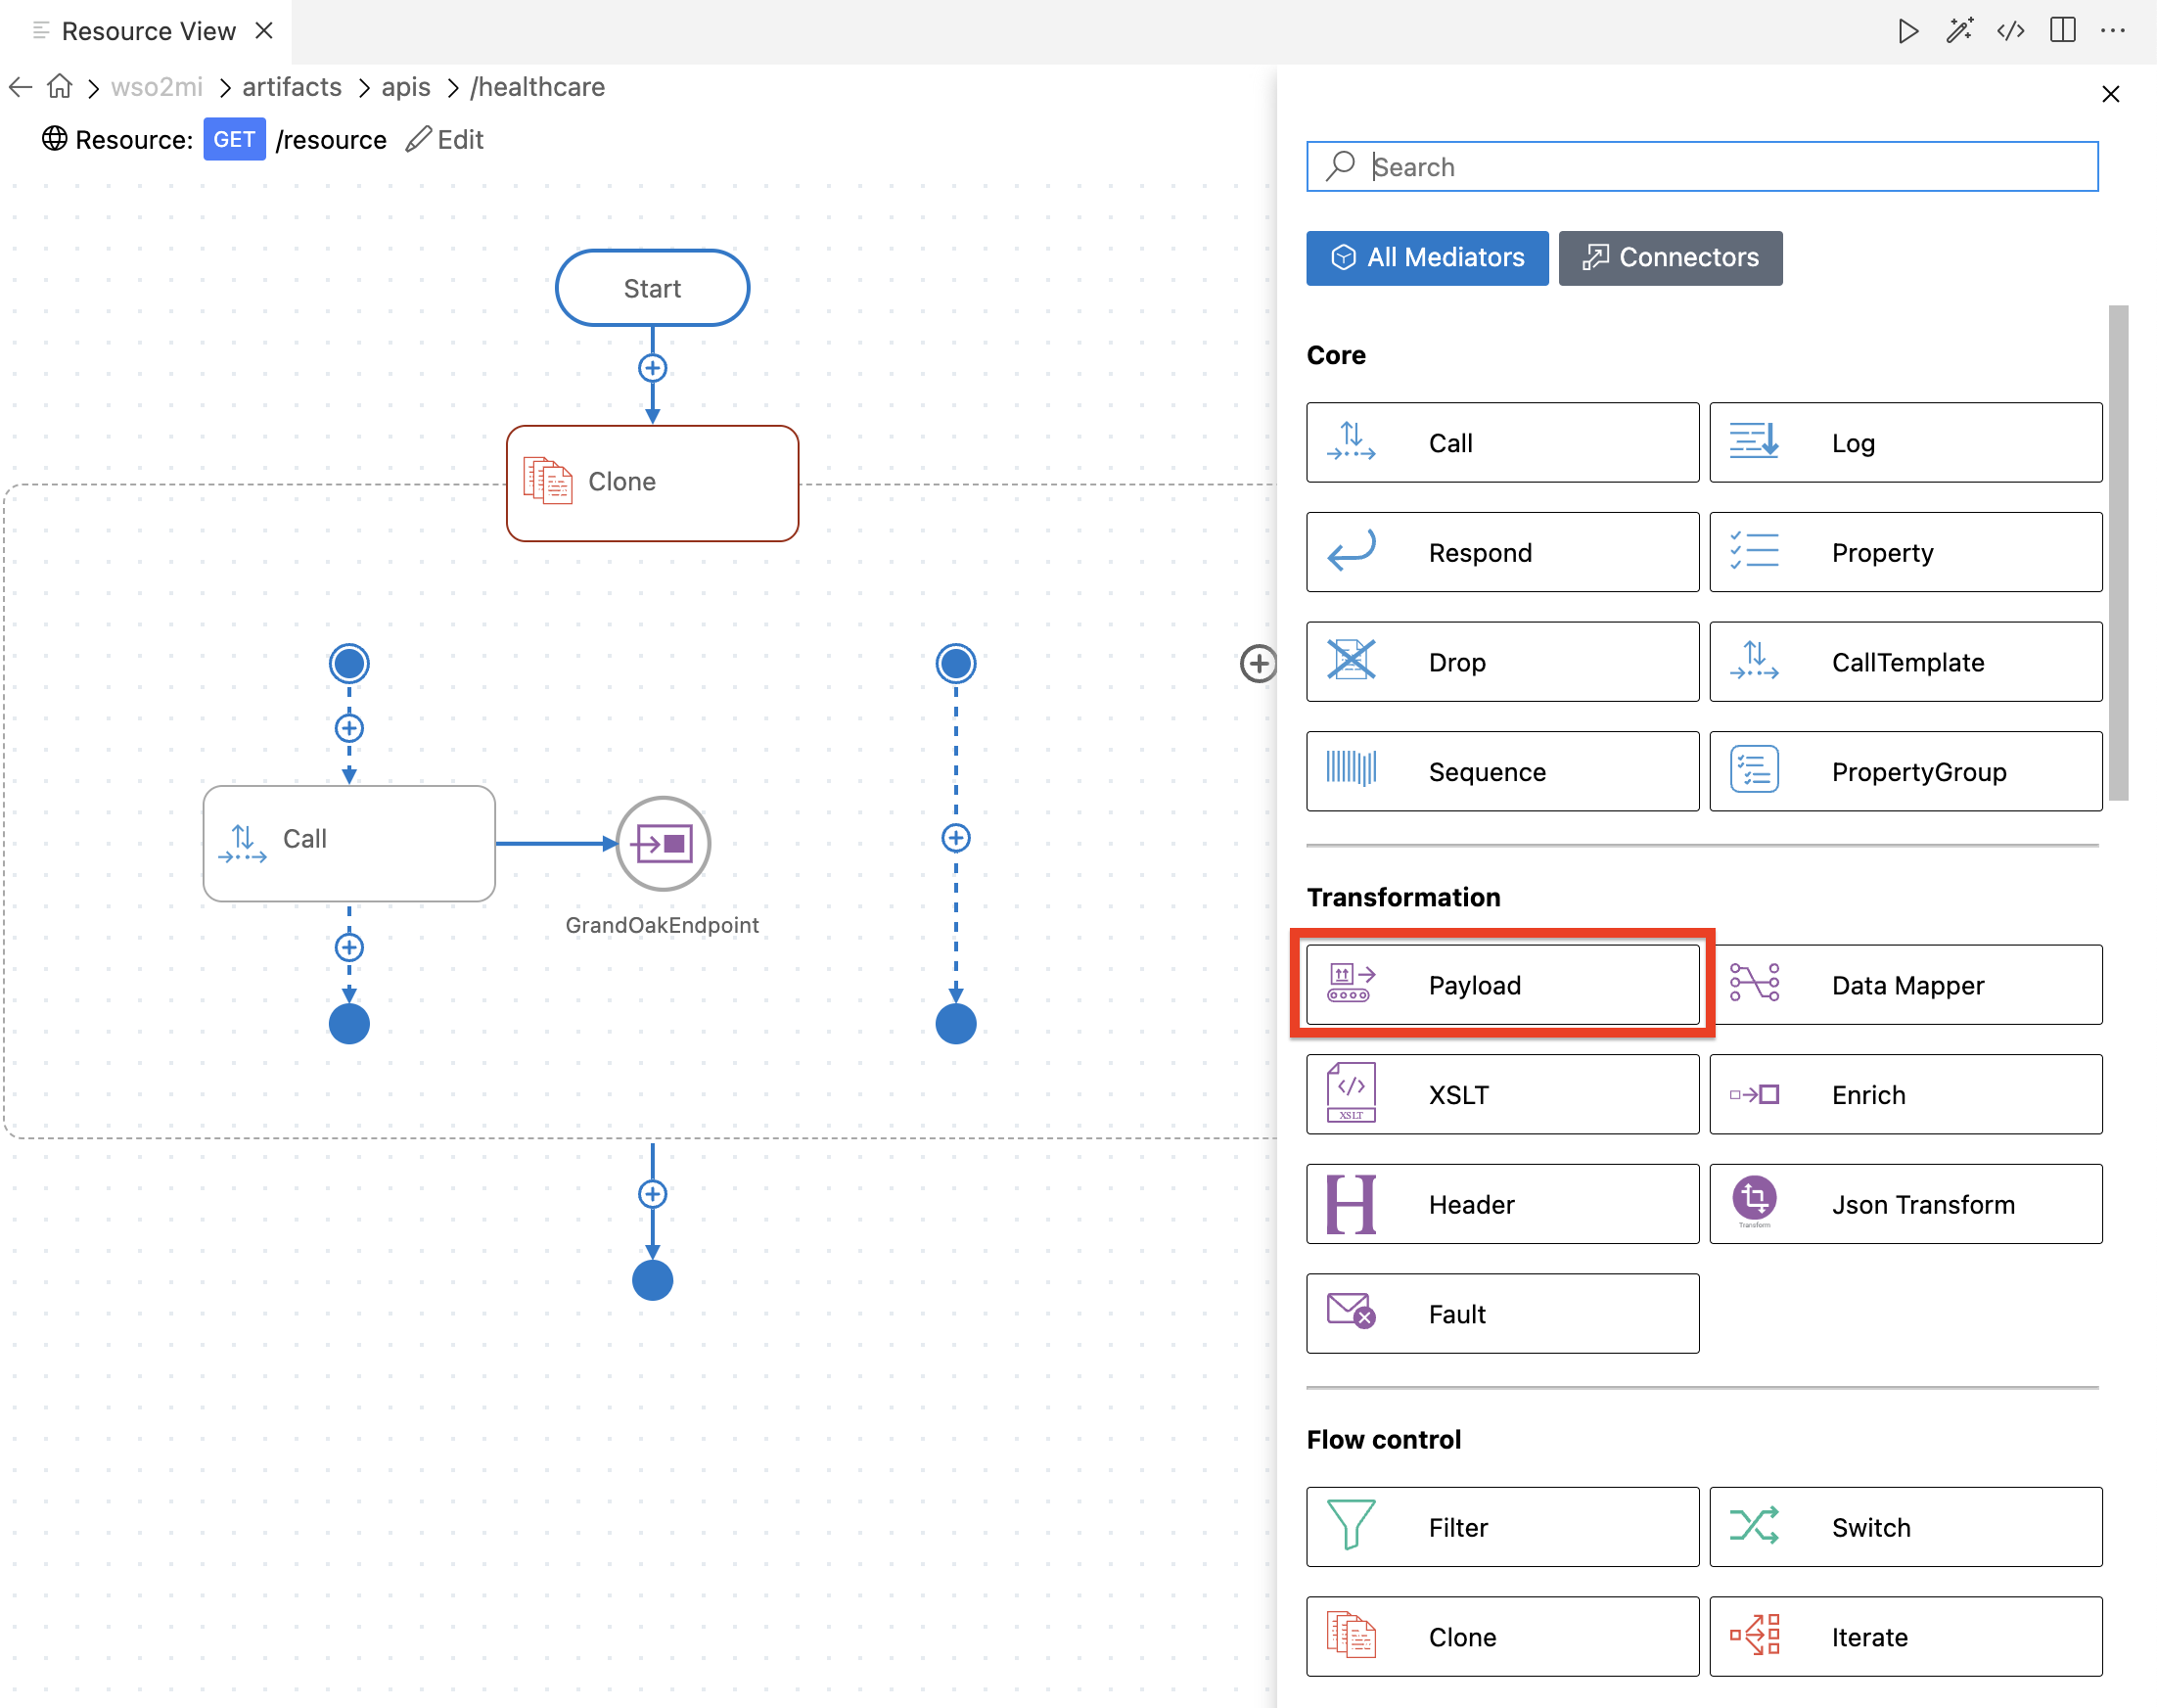 Resource View
wso2mi artifacts apis /healthcare
Resource: GET /resource Edit
Start
Clone
Call
GrandOakEndpoint
Search
All Mediators Connectors
Core
Call Log
Respond Property
Drop CallTemplate
Sequence PropertyGroup
Transformation
Payload Data Mapper
XSLT XSLT Enrich
Header Transform Json Transform
Fault
Flow control
Filter Switch
Clone Iterate